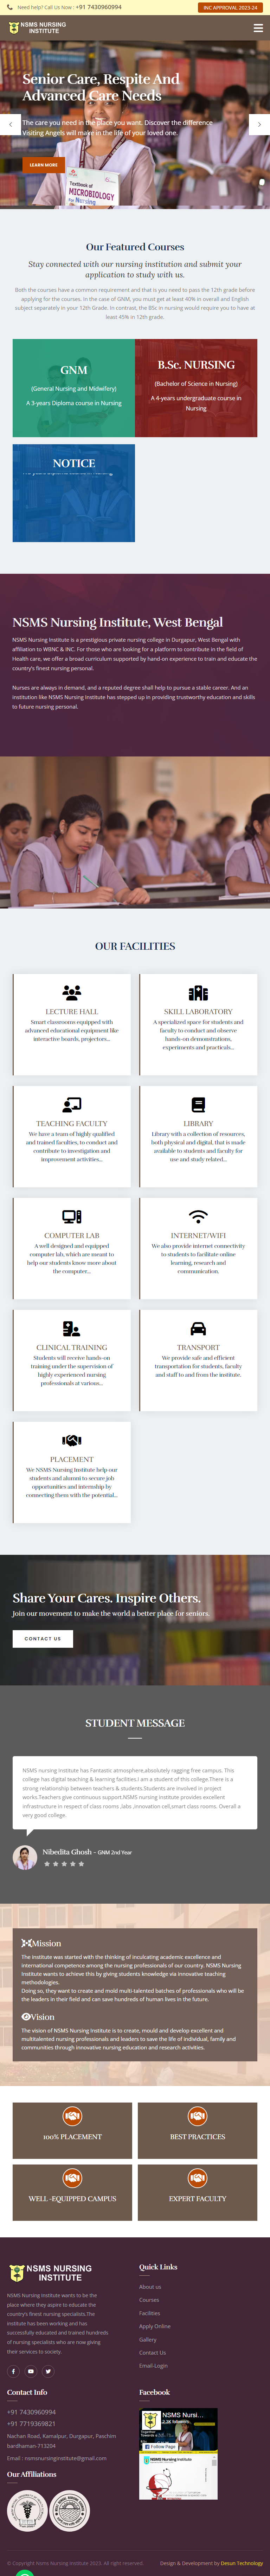 Need help? Call Us Now : +91 7430960994
INC APPROVAL 2023-24
NSMS NURSING
INSTITUTE
Senior Care, Respite And
Advanced Care Needs
The care you need in the place you want. Discover the difference
Visiting Angels will make in the life of your loved one.
LEARN MORE
Textbook of
MICROBIOLOGY
For Nursing
Our Featured Courses
Stay connected with our nursing institution and submit your
application to study with us.
Both the courses have a common requirement and that is you need to pass the 12th grade before
applying for the courses. In the case of GNM, you must get at least 40% in overall and English
subject seperately in your 12th Grade. In contrast, the BSc in nursing would require you to have at
least 45% in 12th grade.
GNM
(General Nursing and Midwifery)
A 3-years Diploma course in Nursing
B.Sc. NURSING
(Bachelor of Science in Nursing)
A 4-years undergraduate course in
Nursing
NOTICE
NSMS Nursing Institute, West Bengal
NSMS Nursing Institute is a prestigious private nursing college in Durgapur, West Bengal with
affiliation to WBNC & INC. For those who are looking for a platform to contribute in the field of
Health care, we offer a broad curriculum supported by hand-on experience to train and educate the
country's finest nursing personal.
Nurses are always in demand, and a reputed degree shall help to pursue a stable career. And an
institution like NSMS Nursing Institute has stepped up in providing trustworthy education and skills
to future nursing personal.
OUR FACILITIES
LECTURE HALL
Smart classrooms equipped with
advanced educational equipment like
interactive boards, projectors...
SKILL LABORATORY
A specialized space for students and
faculty to conduct and observe
hands-on demonstrations,
experiments and practicals...
TEACHING FACULTY
We have a team of highly qualified
and trained faculties, to conduct and
contribute to investigation and
improvement activities...
LIBRARY
Library with a collection of resources,
both physical and digital, that is made
available to students and faculty for
use and study related...
COMPUTER LAB
A well designed and equipped
computer lab, which are meant to
help our students know more about
the computer...
INTERNET/WIFI
We also provide internet connectivity
to students to facilitate online
learning, research and
communication.
CLINICAL TRAINING
Students will receive hands-on
training under the supervision of
highly experienced nursing
professionals at various...
TRANSPORT
We provide safe and efficient
transportation for students, faculty
and staff to and from the institute.
PLACEMENT
We NSMS Nursing Institute help our
students and alumni to secure job
opportunities and internship by
connecting them with the potential...
Share Your Cares. Inspire Others.
Join our movement to make the world a better place for seniors.
CONTACT US
STUDENT MESSAGE
NSMS nursing institute has Fantastic atmosphere,absolutely ragging free campus. This
college has digital teaching & learning facilities.I am a student of this college.There is a
strong relationship between teachers & students.Students are involved in project
works.Teachers give continuous support.NSMS nursing institute provides excellent
infrastructure in respect of class rooms ,labs ,innovation cell,smart class rooms. Overall a
very good college.
Nibedita Ghosh - GNM 2nd Year
Mission
The institute was started with the thinking of inculcating academic excellence and
international competence among the nursing professionals of our country. NSMS Nursing
Institute wants to achieve this by giving students knowledge via innovative teaching
methodologies.
Doing so, they want to create and mold multi-talented batches of professionals who will be
the leaders in their field and can save hundreds of human lives in the future.
Vision
The vision of NSMS Nursing Institute is to create, mould and develop excellent and
multitalented nursing professionals and leaders to save the life of individual, family and
communities through innovative nursing education and research activities.
100% PLACEMENT
BEST PRACTICES
WELL -EQUIPPED CAMPUS
EXPERT FACULTY
NSMS NURSING
INSTITUTE
NSMS Nursing Institute wants to be the
place where they aspire to educate the
country's finest nursing specialists.The
institute has been working and has
successfully educated and trained hundreds
of nursing specialists who are now giving
their services to society.
Quick Links
About us
Courses
Facilities
Apply Online
Gallery
Contact Us
Email-Login
Contact Info
+91 7430960994
+91 7719369821
Nachan Road, Kamalpur, Durgapur, Paschim
bardhaman-713204
Email : nsmsnursinginstitute@gmail.com
Facebook
NSMS Nursi...
Follow Page
Our Affiliations
© Copyright Nsms Nursing Institute 2023. All right reserved.
Design & Development by Desun Technology